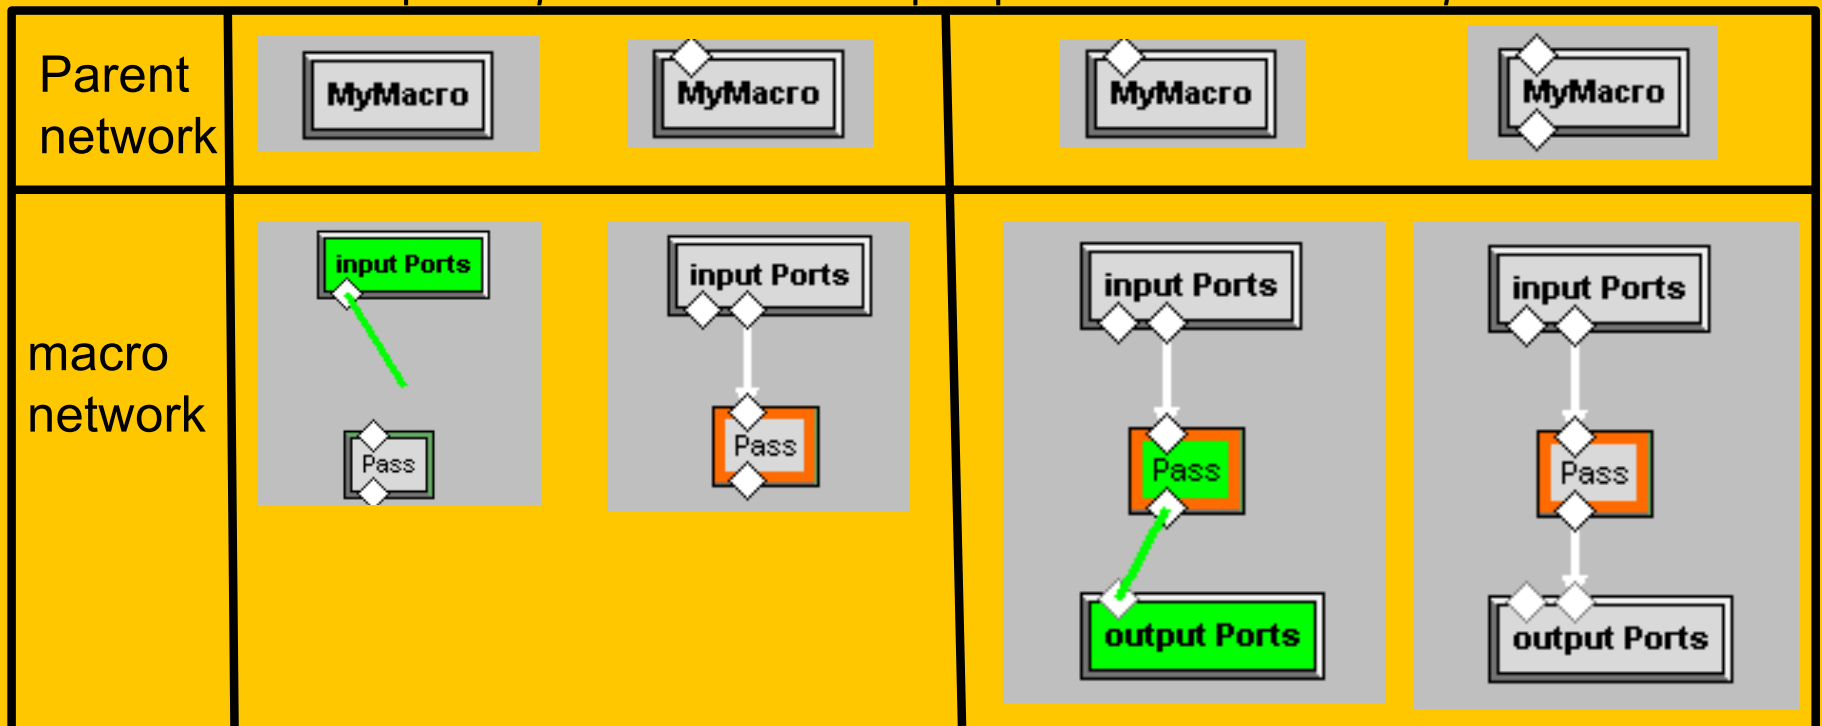 Parent
network
MyMacro
MyMacro
MyMacro
MyMacro
macro
network
input Ports
Pass
input Ports
Pass
input Ports
Pass
output Ports
input Ports
Pass
output Ports